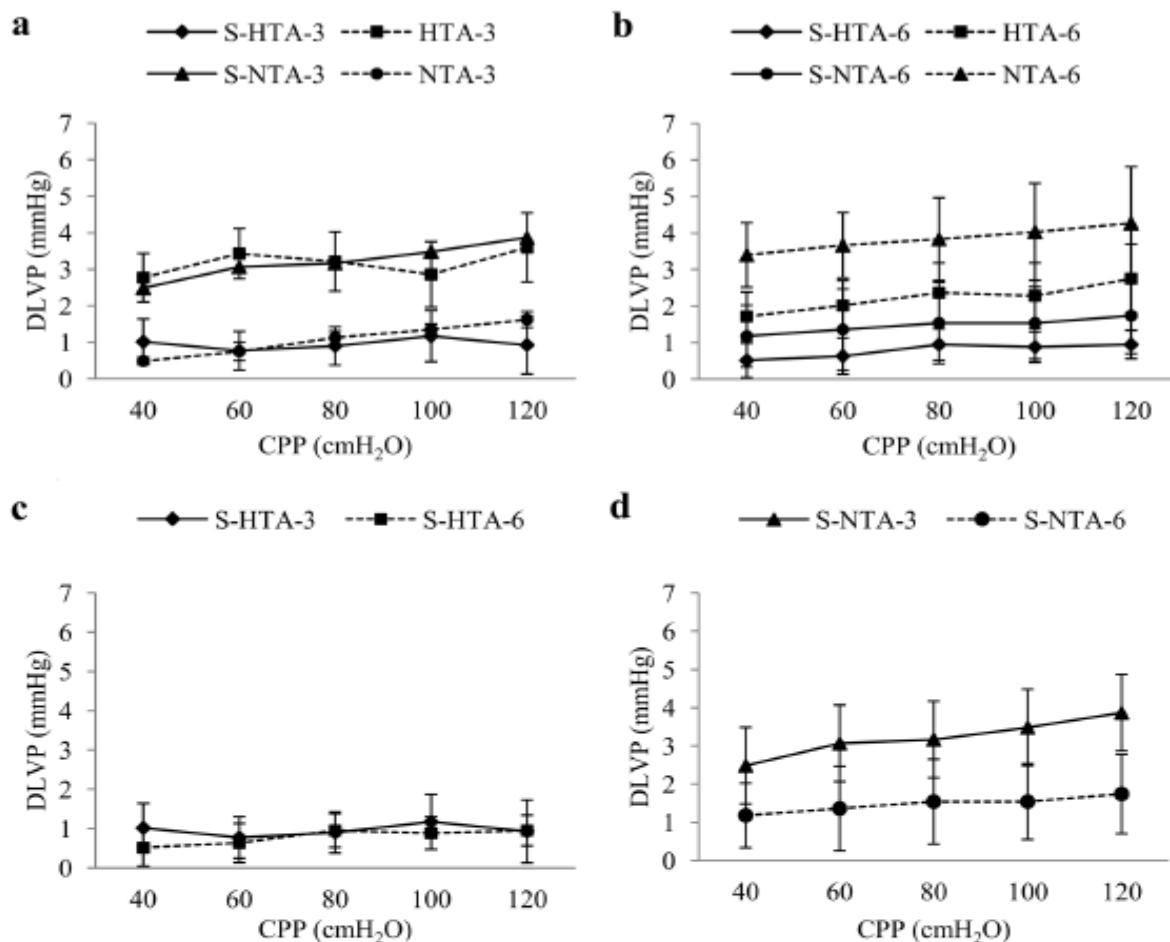 a
S-HTA-3 HTA-3
S-NTA-3 NTA-3
DLVP (mmHg)
7
6
5
4
3
2
1
0
40 60 80 100 120
CPP (cmH₂O)
b
S-HTA-6 HTA-6
S-NTA-6 NTA-6
DLVP (mmHg)
7
6
5
4
3
2
1
0
40 60 80 100 120
CPP (cmH₂O)
c
S-HTA-3 S-HTA-6
DLVP (mmHg)
7
6
5
4
3
2
1
0
40 60 80 100 120
CPP (cmH₂O)
d
S-NTA-3 S-NTA-6
DLVP (mmHg)
7
6
5
4
3
2
1
0
40 60 80 100 120
CPP (cmH₂O)